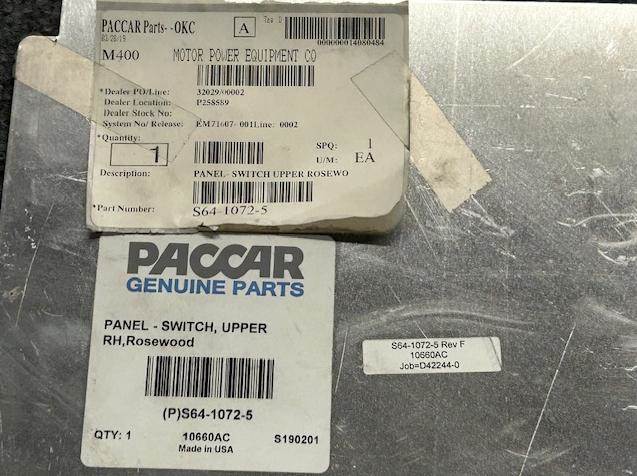 PACCAR Parts- -OKC
A
M400
MOTOR POWER EQUIPMENT CO
000000014080484
*Dealer PO/Line: 32029/00002
Dealer Location: P258589
Dealer Stock No:
System No/ Release: EM71607- 001Line: 0002
*Quantity:
1
SPQ: 1
U/M: EA
Description: PANEL- SWITCH UPPER ROSEWO
*Part Number: S64-1072-5
PACCAR
GENUINE PARTS
PANEL - SWITCH, UPPER
RH,Rosewood
(P)S64-1072-5
QTY: 1 10660AC S190201
Made in USA
S64-1072-5 Rev F
10660AC
Job=D42244-0